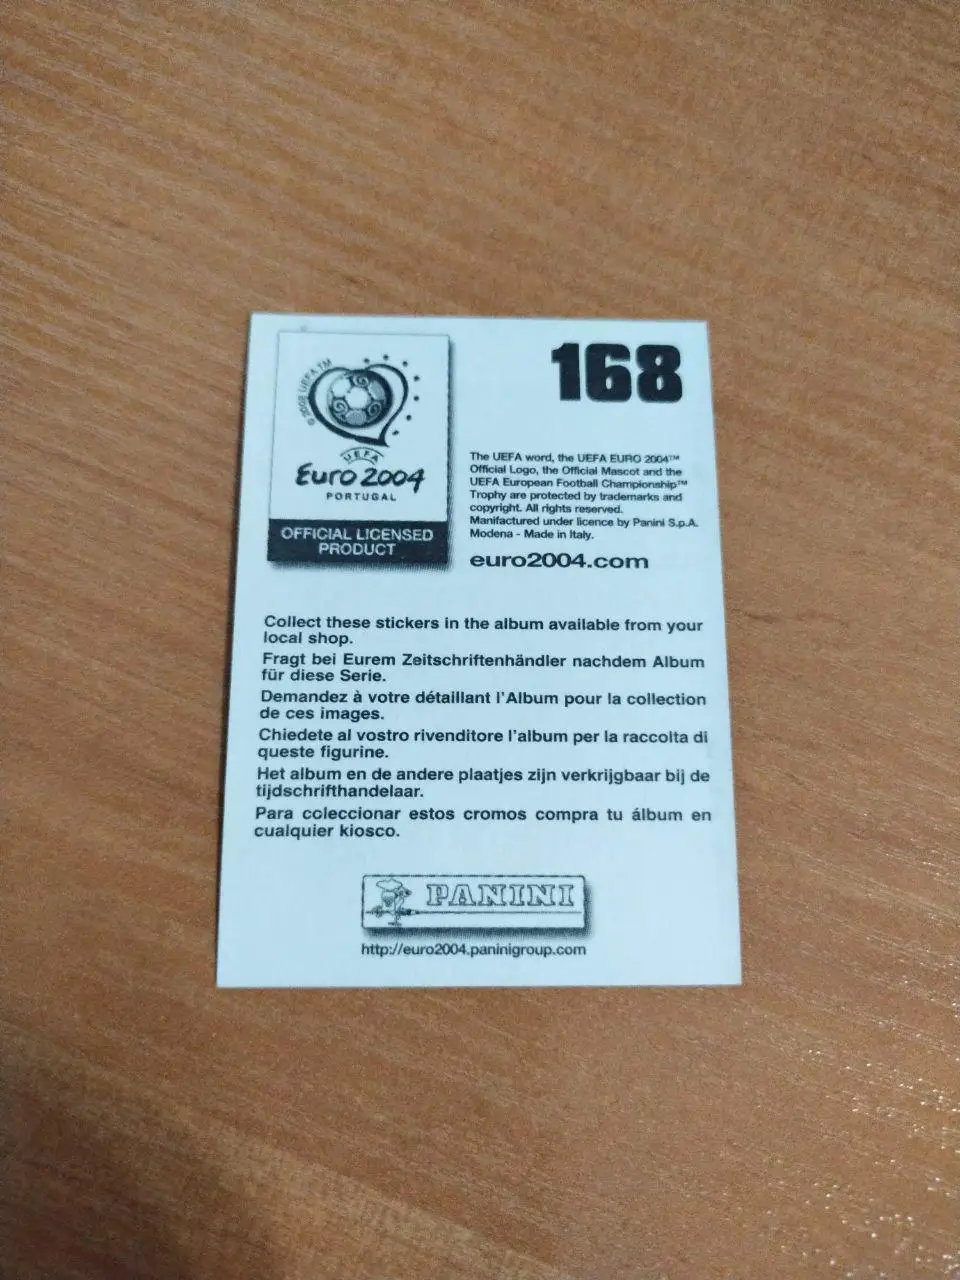 © 2002 UEFA TM
UEFA
Euro 2004
PORTUGAL
OFFICIAL LICENSED
PRODUCT
168
The UEFA word, the UEFA EURO 2004™
Official Logo, the Official Mascot and the
UEFA European Football Championship™
Trophy are protected by trademarks and
copyright. All rights reserved.
Manifactured under licence by Panini S.p.A.
Modena - Made in Italy.
euro2004.com
Collect these stickers in the album available from your
local shop.
Fragt bei Eurem Zeitschriftenhändler nachdem Album
für diese Serie.
Demandez à votre détaillant l'Album pour la collection
de ces images.
Chiedete al vostro rivenditore l'album per la raccolta di
queste figurine.
Het album en de andere plaatjes zijn verkrijgbaar bij de
tijdschrifthandelaar.
Para coleccionar estos cromos compra tu álbum en
cualquier kiosco.
PANINI
http://euro2004.paninigroup.com